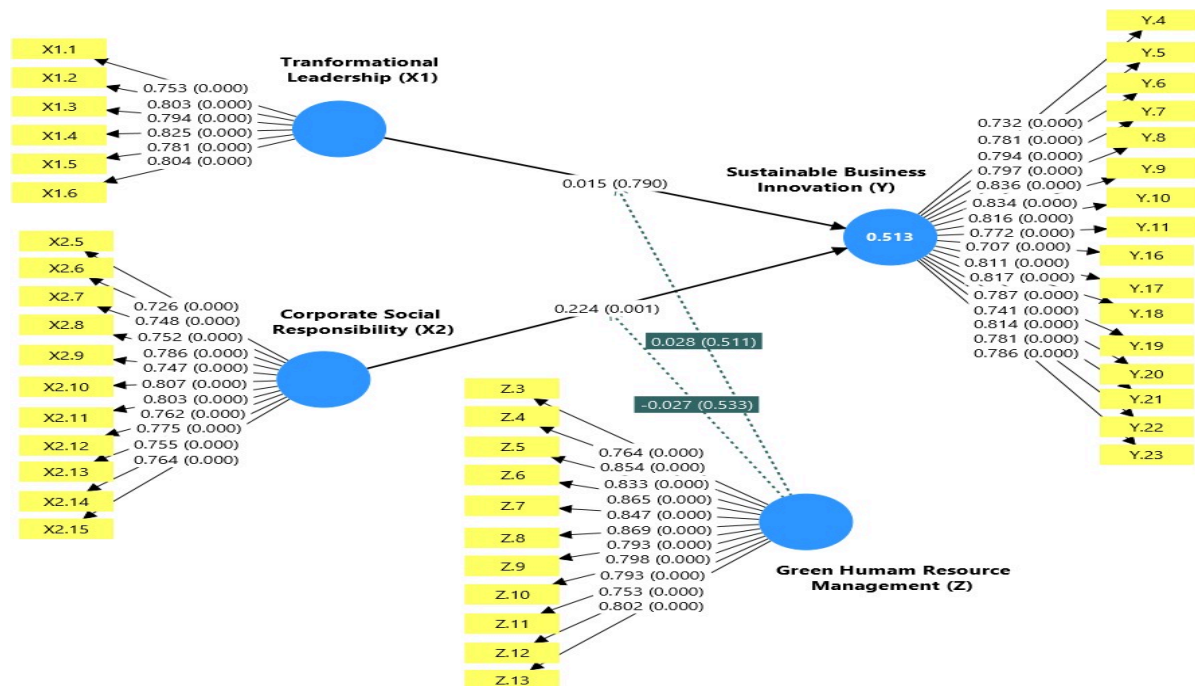 X1.1
X1.2
X1.3
X1.4
X1.5
X1.6
0.753 (0.000)
0.803 (0.000)
0.794 (0.000)
0.825 (0.000)
0.781 (0.000)
0.804 (0.000)
Tranformational
Leadership (X1)
X2.5
X2.6
X2.7
X2.8
X2.9
X2.10
X2.11
X2.12
X2.13
X2.14
X2.15
0.726 (0.000)
0.748 (0.000)
0.752 (0.000)
0.786 (0.000)
0.747 (0.000)
0.807 (0.000)
0.803 (0.000)
0.762 (0.000)
0.775 (0.000)
0.755 (0.000)
0.764 (0.000)
Corporate Social
Responsibility (X2)
0.015 (0.790)
0.224 (0.001)
0.028 (0.511)
-0.027 (0.533)
Z.3
Z.4
Z.5
Z.6
Z.7
Z.8
Z.9
Z.10
Z.11
Z.12
Z.13
0.764 (0.000)
0.854 (0.000)
0.833 (0.000)
0.865 (0.000)
0.847 (0.000)
0.869 (0.000)
0.793 (0.000)
0.798 (0.000)
0.793 (0.000)
0.753 (0.000)
0.802 (0.000)
Green Humam Resource
Management (Z)
Sustainable Business
Innovation (Y)
0.513
0.732 (0.000)
0.781 (0.000)
0.794 (0.000)
0.797 (0.000)
0.836 (0.000)
0.834 (0.000)
0.816 (0.000)
0.772 (0.000)
0.707 (0.000)
0.811 (0.000)
0.817 (0.000)
0.787 (0.000)
0.741 (0.000)
0.814 (0.000)
0.781 (0.000)
0.786 (0.000)
Y.4
Y.5
Y.6
Y.7
Y.8
Y.9
Y.10
Y.11
Y.16
Y.17
Y.18
Y.19
Y.20
Y.21
Y.22
Y.23